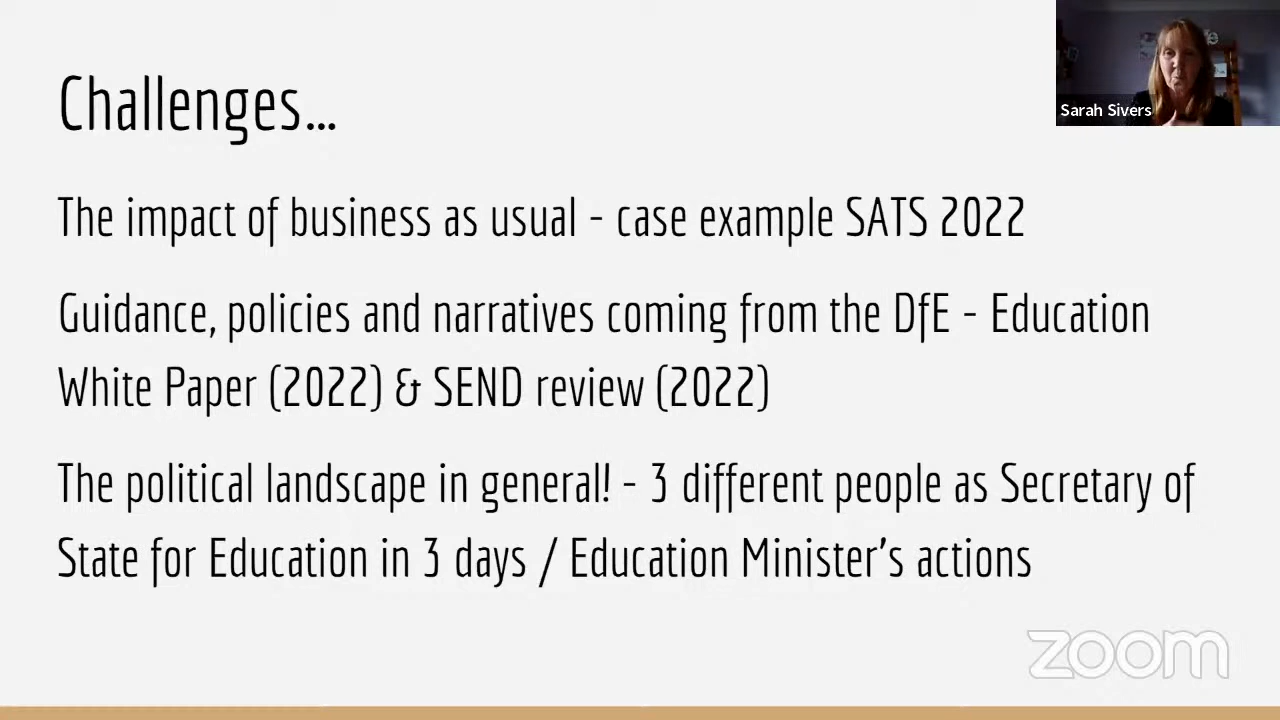 Challenges...
Sarah Sivers
The impact of business as usual - case example SATS 2022
Guidance, policies and narratives coming from the DfE - Education
White Paper (2022) & SEND review (2022)
The political landscape in general! - 3 different people as Secretary of
State for Education in 3 days / Education Minister's actions
zoom